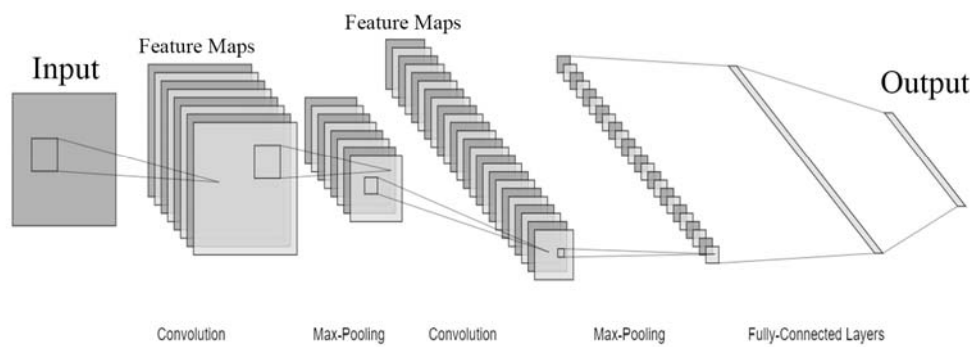 Feature Maps
Feature Maps
Input
Output
Convolution
Max-Pooling
Convolution
Max-Pooling
Fully-Connected Layers